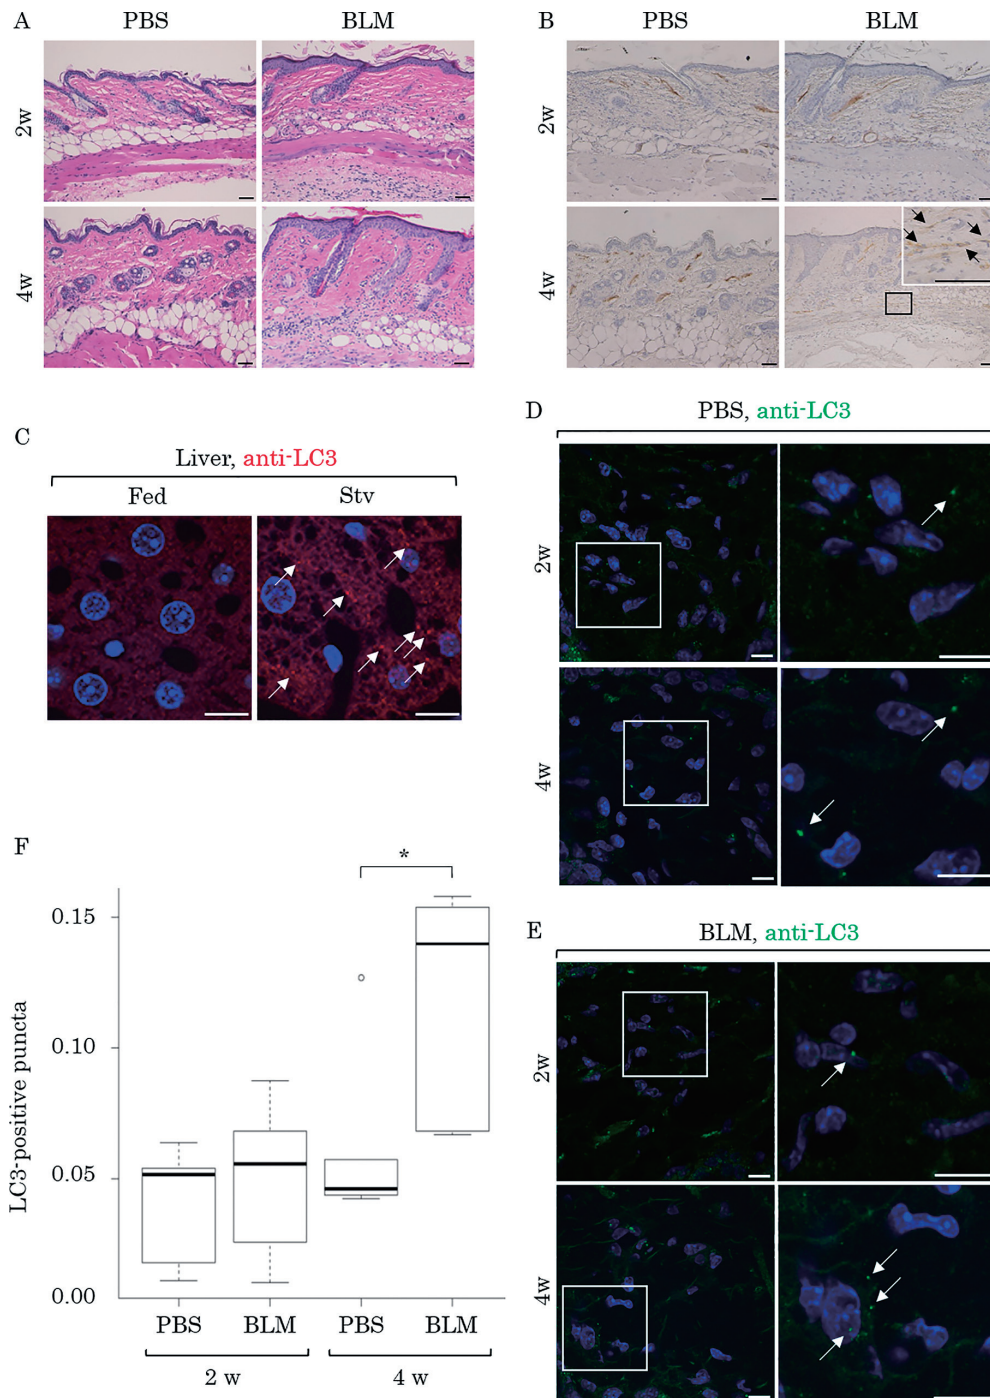 A
PBS
BLM
2w
4w
B
PBS
BLM
2w
4w
C
Liver, anti-LC3
Fed
Stv
D
PBS, anti-LC3
2w
4w
E
BLM, anti-LC3
2w
4w
F
*
LC3-positive puncta
0.15
0.10
0.05
0.00
PBS
BLM
PBS
BLM
2 w
4 w